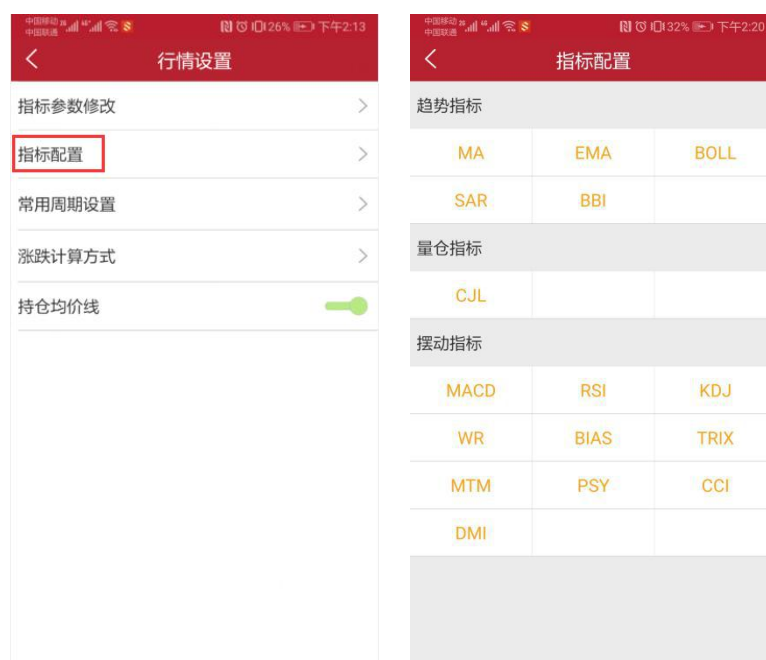 中国移动
中国联通
26%
下午2:13
行情设置
指标参数修改
指标配置
常用周期设置
涨跌计算方式
持仓均价线
中国移动
中国联通
32%
下午2:20
指标配置
趋势指标
MA EMA BOLL
SAR BBI
量仓指标
CJL
摆动指标
MACD RSI KDJ
WR BIAS TRIX
MTM PSY CCI
DMI